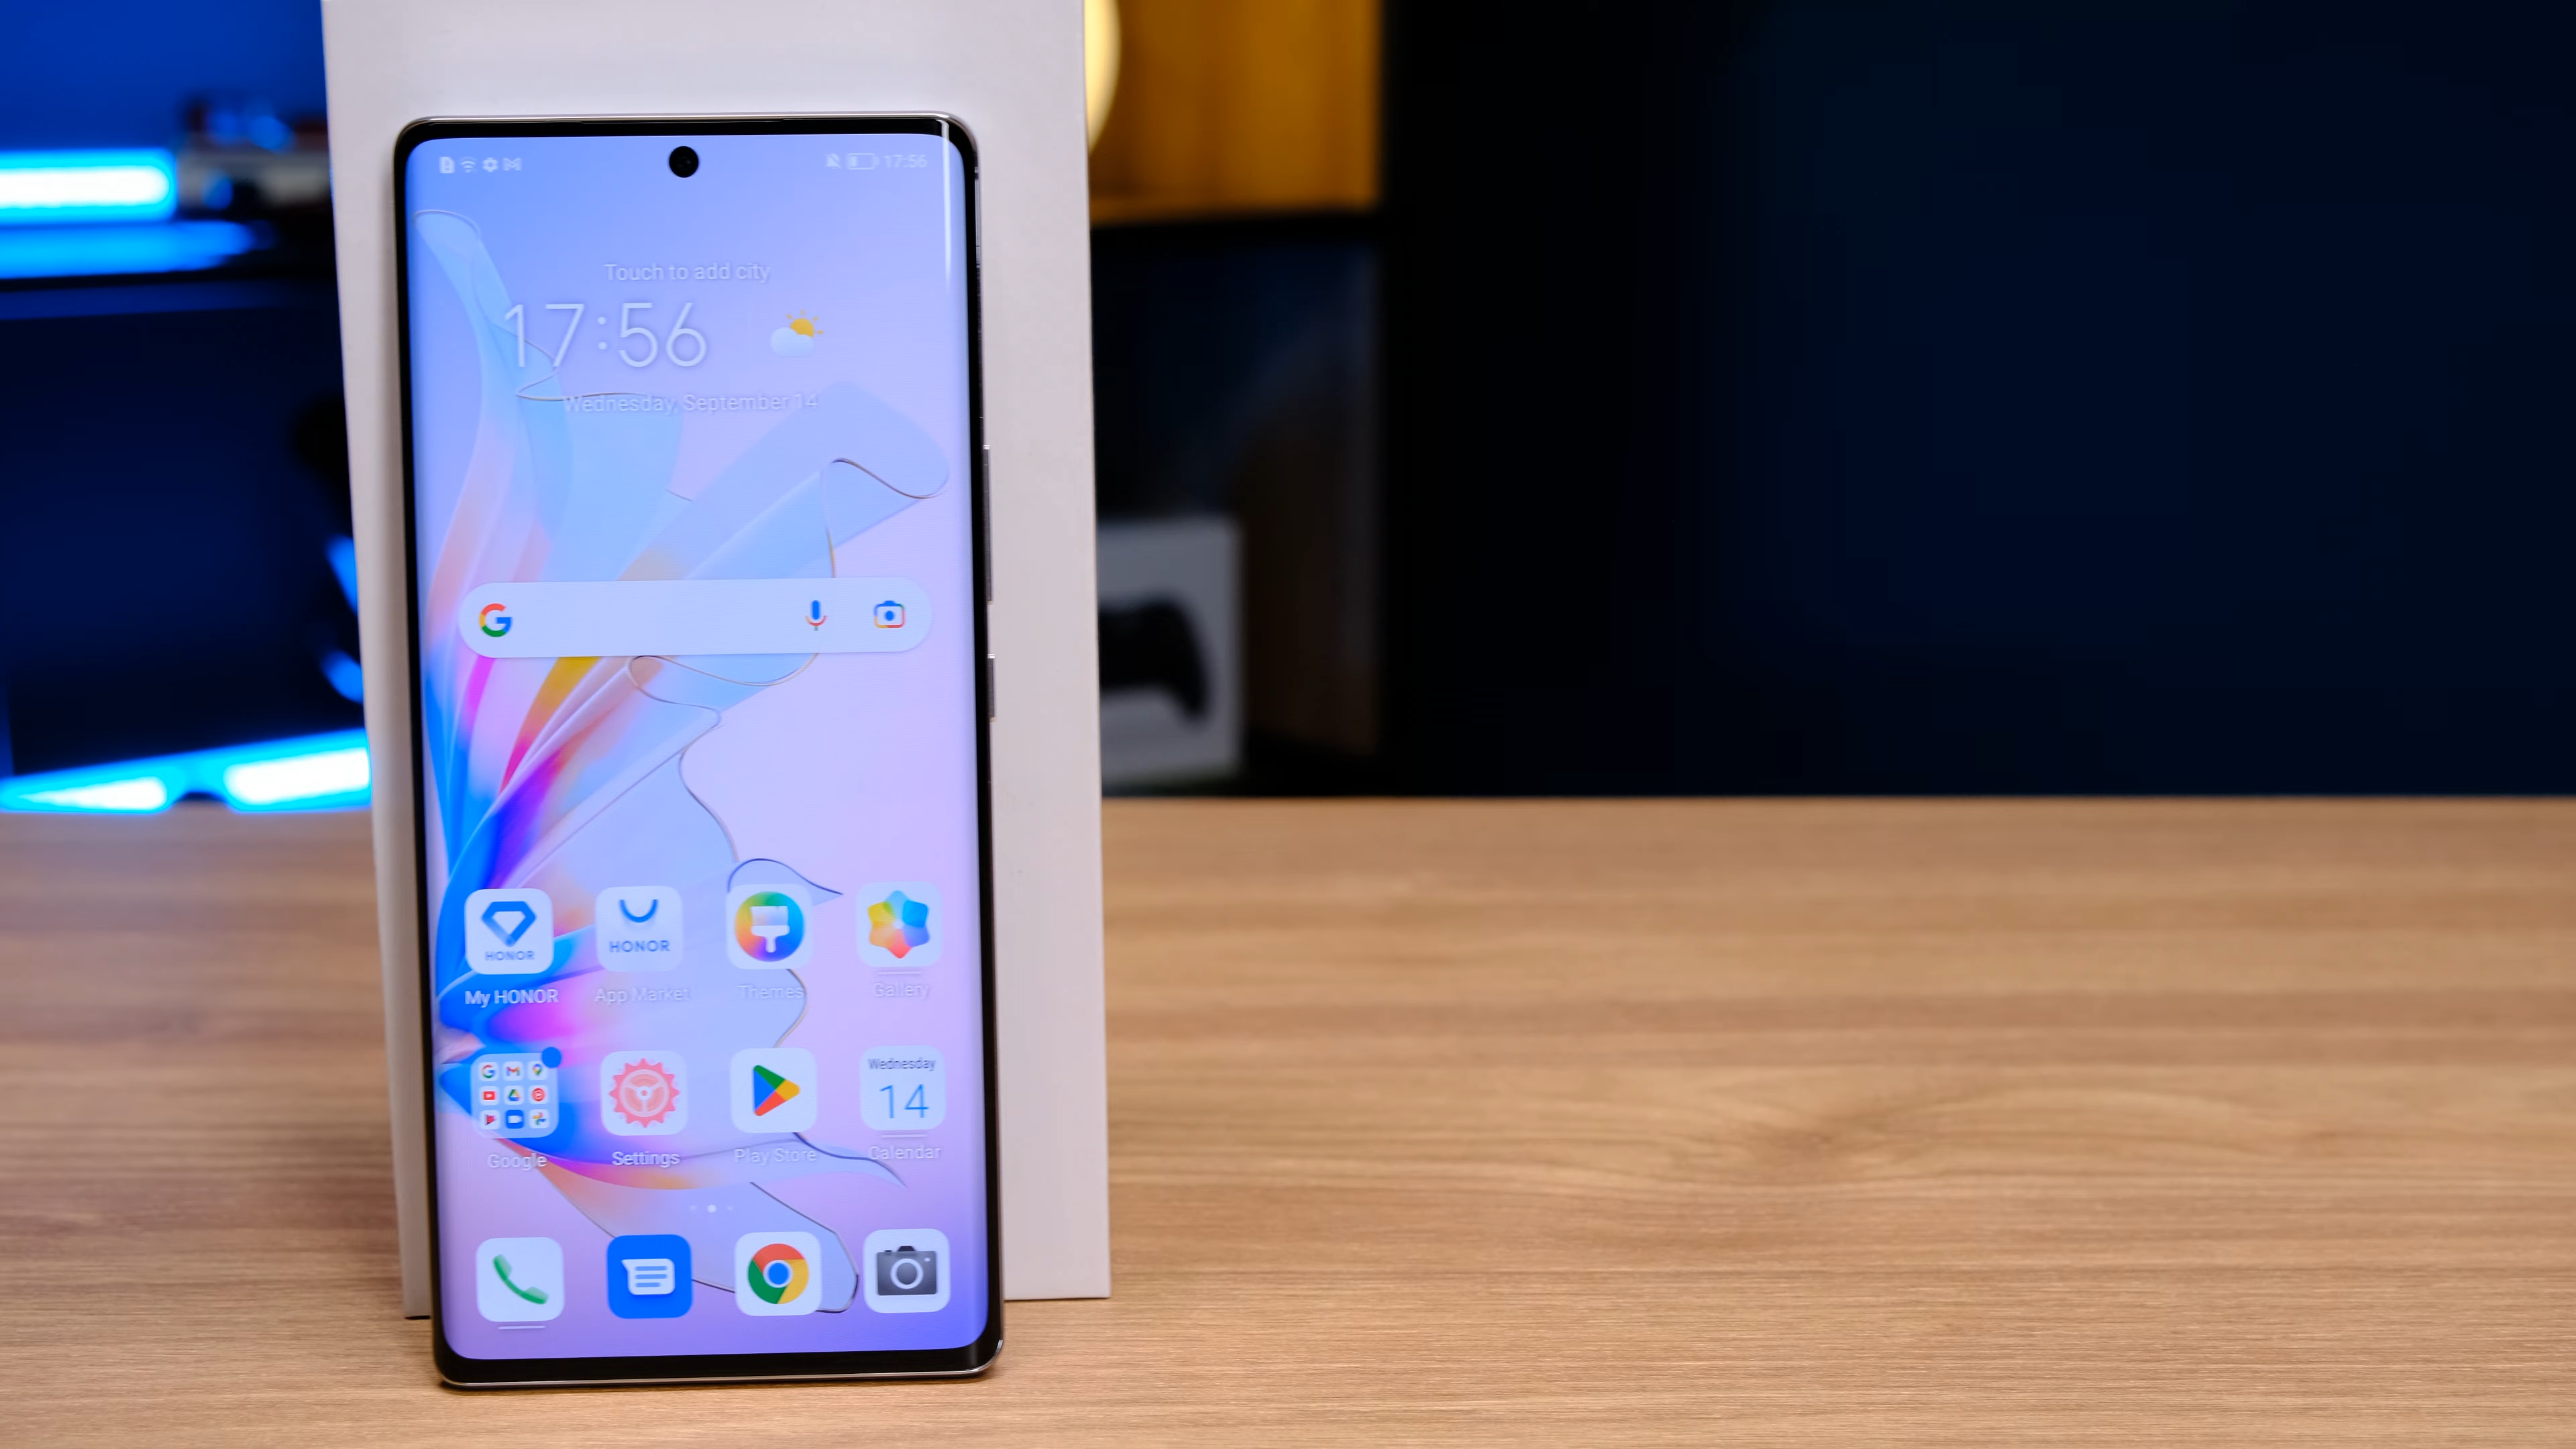 17:56
Touch to add city
17:56
Wednesday, September 14
HONOR
HONOR
My HONOR
App Market
Themes
Gallery
Wednesday
14
Google
Settings
Play Store
Calendar